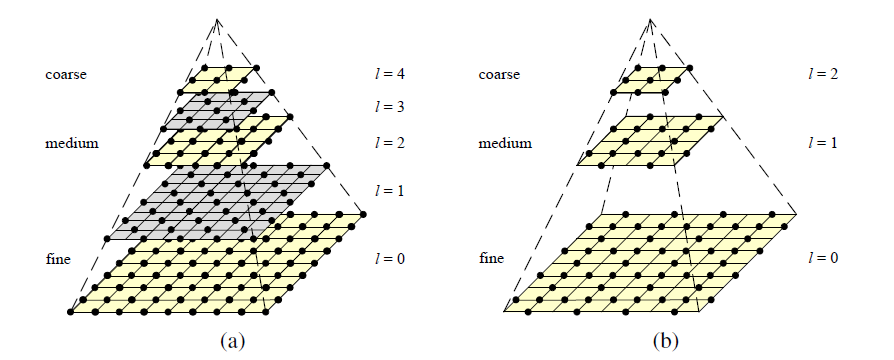 coarse l = 4
l = 3
medium l = 2
l = 1
fine l = 0
(a)
coarse l = 2
medium l = 1
fine l = 0
(b)